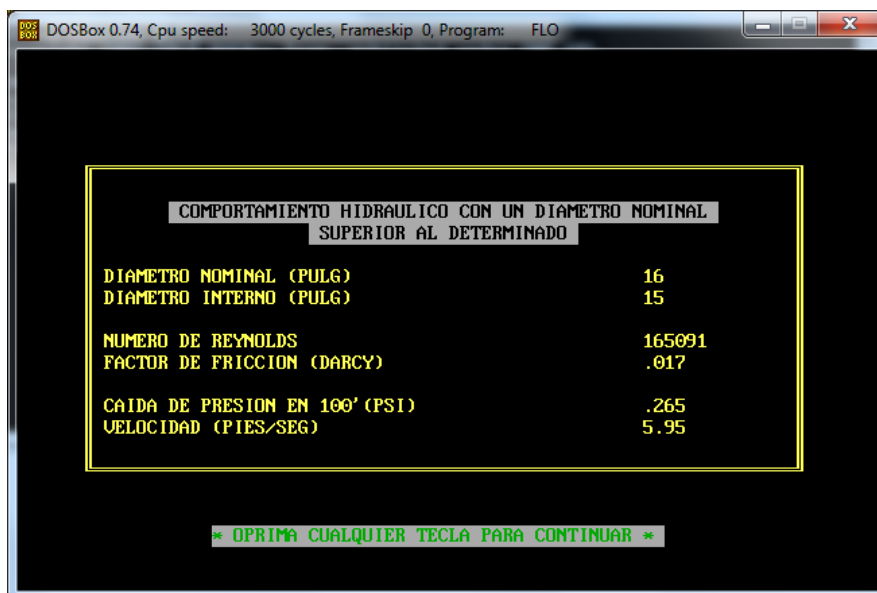 DOS BOX
DOSBox 0.74, Cpu speed: 3000 cycles, Frameskip 0, Program: FLO
COMPORTAMIENTO HIDRAULICO CON UN DIAMETRO NOMINAL
SUPERIOR AL DETERMINADO
DIAMETRO NOMINAL (PULG) 16
DIAMETRO INTERNO (PULG) 15
NUMERO DE REYNOLDS 165091
FACTOR DE FRICCION (DARCY) .017
CAIDA DE PRESION EN 100'(PSI) .265
VELOCIDAD (PIES/SEG) 5.95
* OPRIMA CUALQUIER TECLA PARA CONTINUAR *